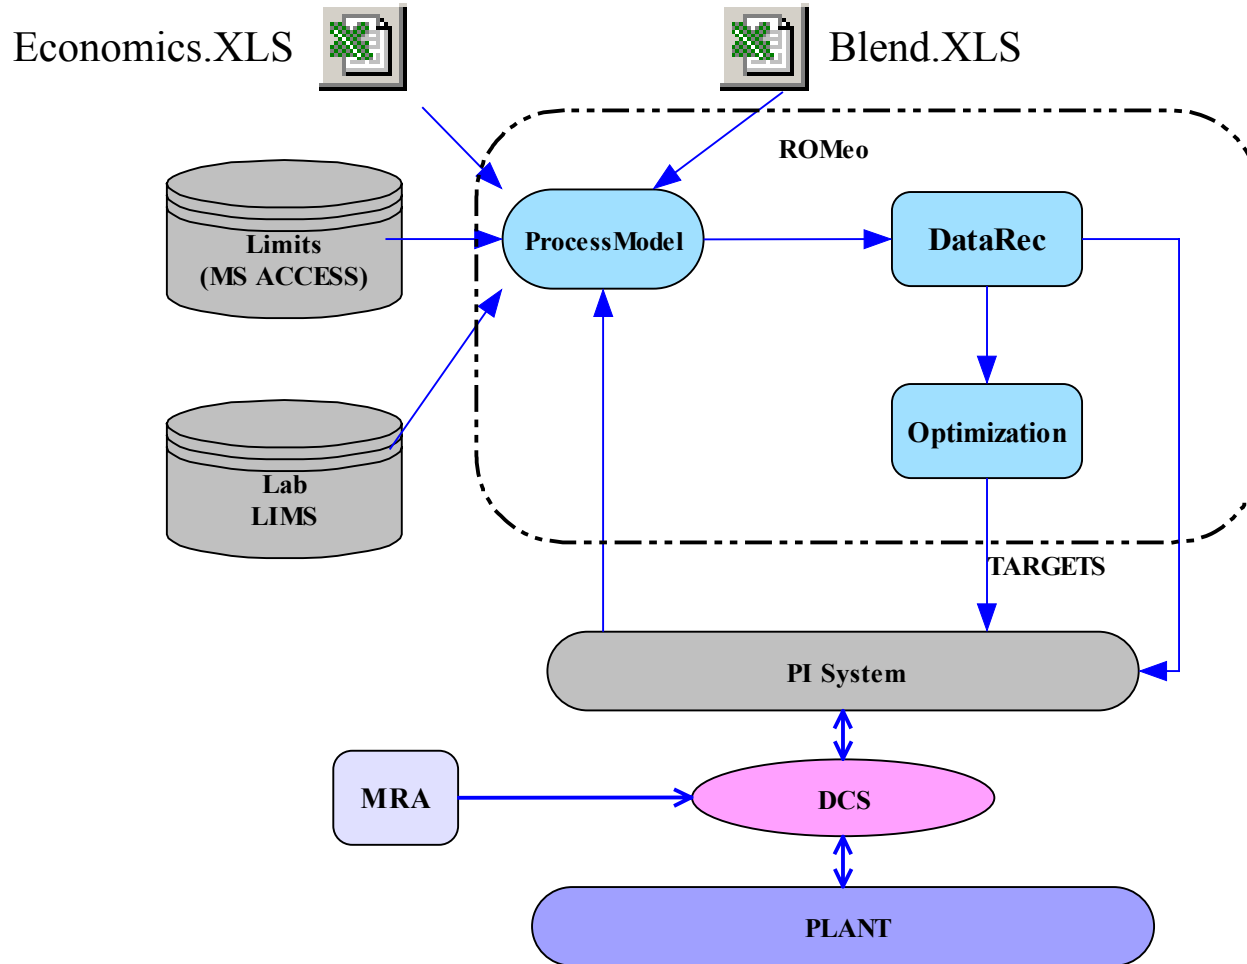 Economics.XLS
Blend.XLS
ROMeo
Limits
(MS ACCESS)
ProcessModel
DataRec
Optimization
Lab
LIMS
TARGETS
PI System
MRA
DCS
PLANT